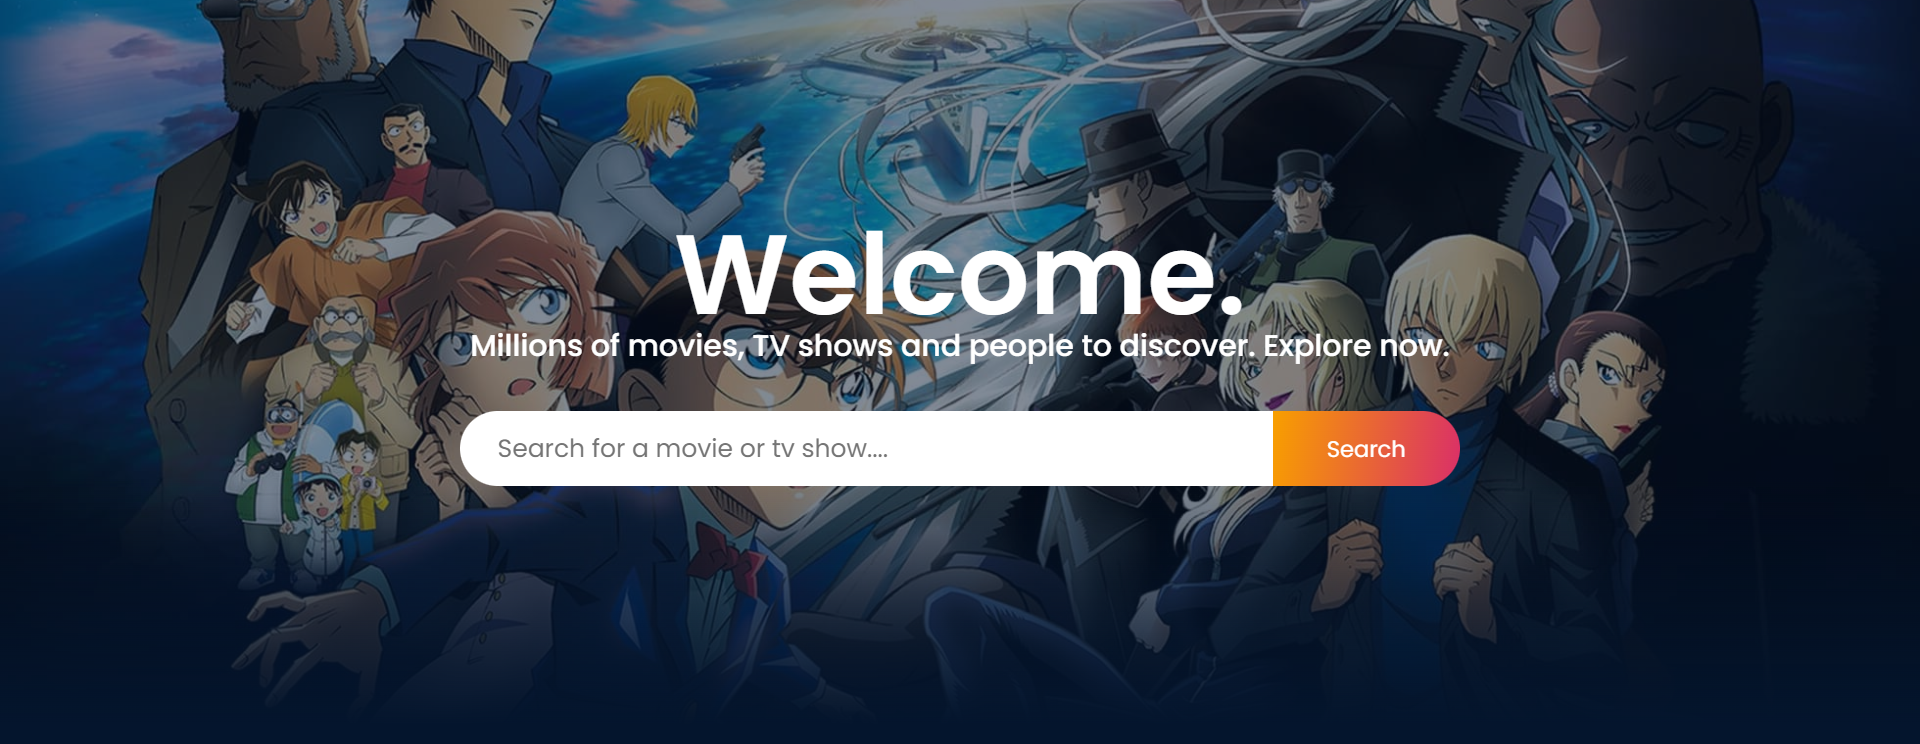 Welcome.
Millions of movies, TV shows and people to discover. Explore now.
Search for a movie or tv show....
Search